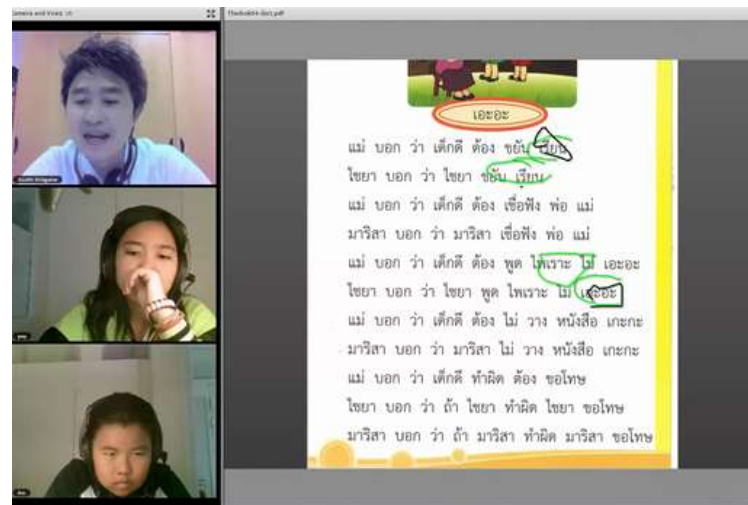 Camera and Voice
Thaibook04-dot1.pdf
เอะอะ
แม่ บอก ว่า เด็กดี ต้อง ขยัน เรียน
ไชยา บอก ว่า ไชยา ขยัน เรียน
แม่ บอก ว่า เด็กดี ต้อง เชื่อฟัง พ่อ แม่
มาริสา บอก ว่า มาริสา เชื่อฟัง พ่อ แม่
แม่ บอก ว่า เด็กดี ต้อง พูด ไพเราะ ไม่ เอะอะ
ไชยา บอก ว่า ไชยา พูด ไพเราะ ไม่ เอะอะ
แม่ บอก ว่า เด็กดี ต้อง ไม่ วาง หนังสือ เกะกะ
มาริสา บอก ว่า มาริสา ไม่ วาง หนังสือ เกะกะ
แม่ บอก ว่า เด็กดี ทำผิด ต้อง ขอโทษ
ไชยา บอก ว่า ถ้า ไชยา ทำผิด ไชยา ขอโทษ
มาริสา บอก ว่า ถ้า มาริสา ทำผิด มาริสา ขอโทษ